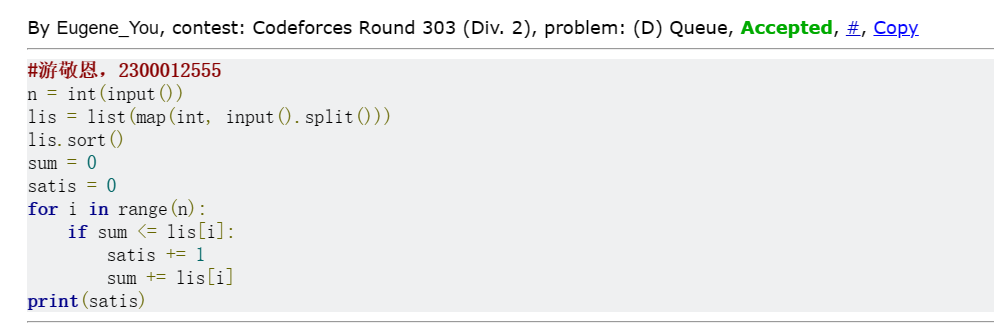 By Eugene_You, contest: Codeforces Round 303 (Div. 2), problem: (D) Queue, Accepted, #, Copy
#游敬恩，2300012555
n = int(input())
lis = list(map(int, input().split()))
lis.sort()
sum = 0
satis = 0
for i in range(n):
    if sum <= lis[i]:
        satis += 1
        sum += lis[i]
print(satis)